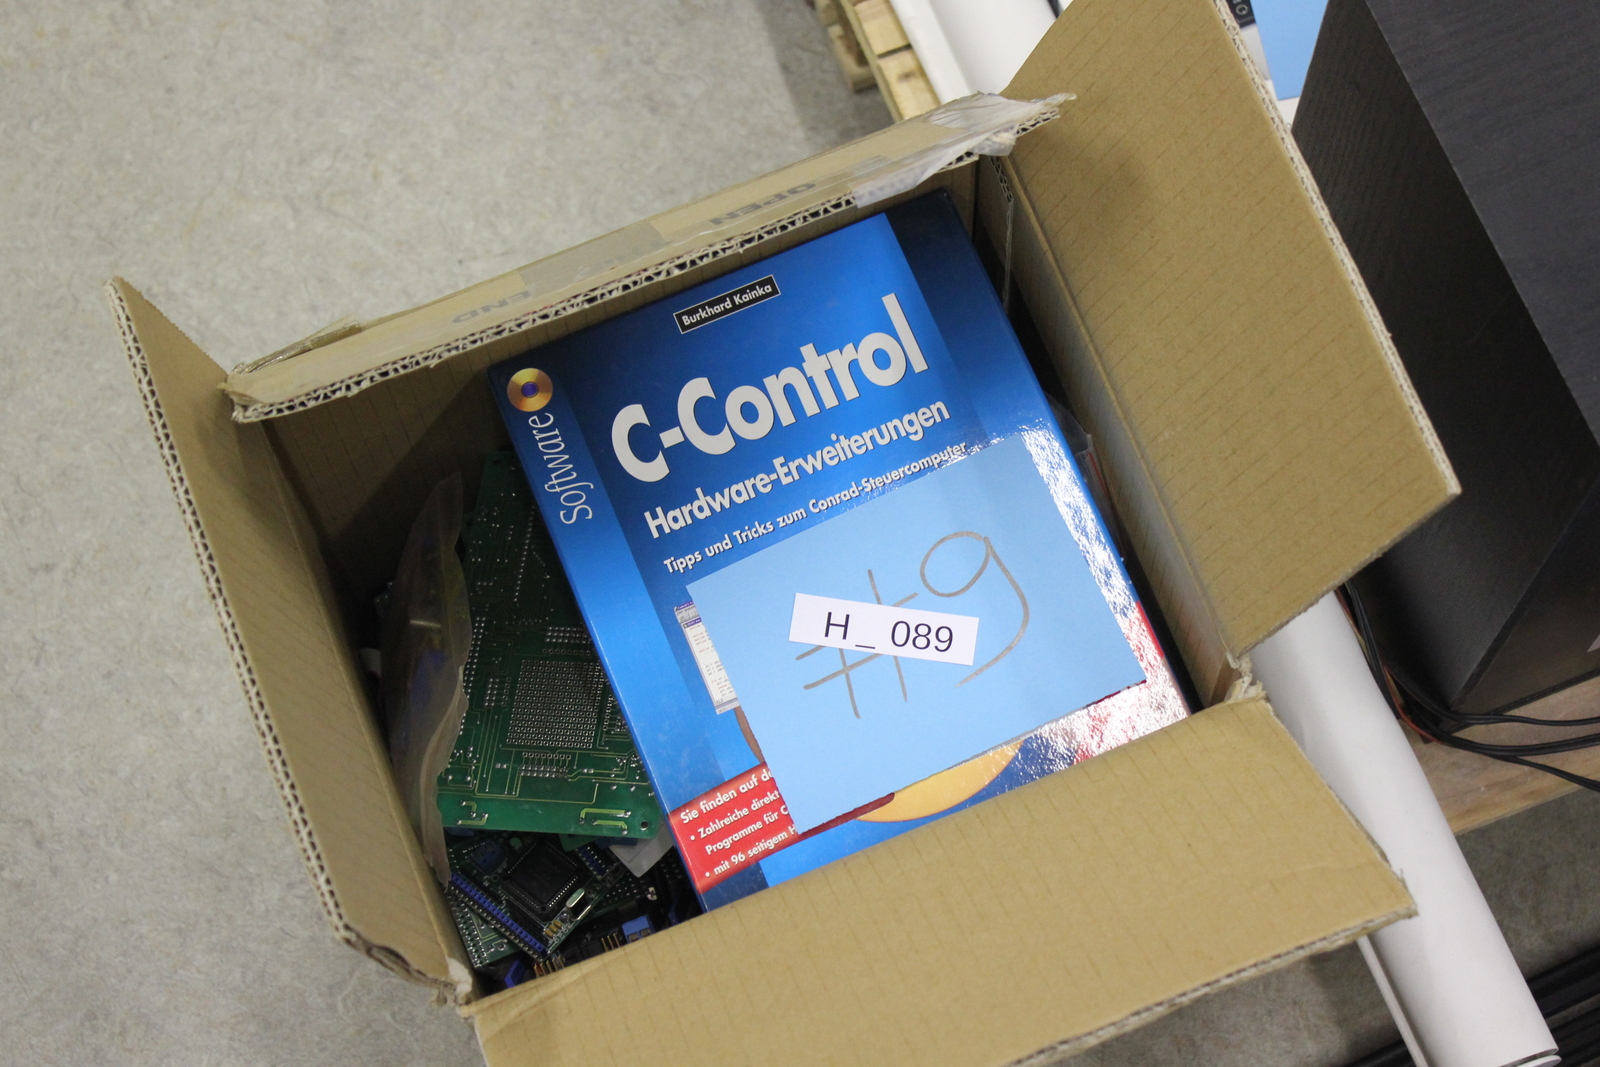 OPEN
END
Burkhard Kainka
Software
C-Control
Hardware-Erweiterungen
Tipps und Tricks zum Conrad-Steuercomputer
#9
H_ 089
Sie finden auf
• Zahlreiche direkt
Programme für
• mit 96 seitigem